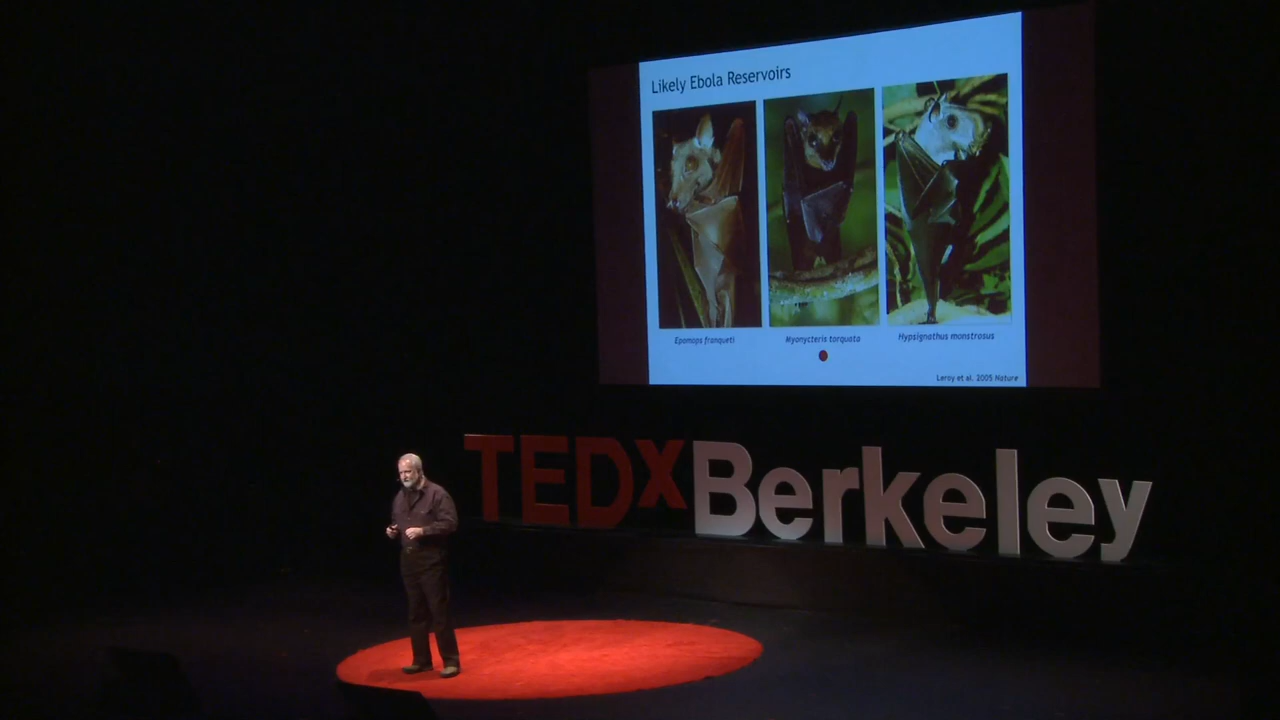 Likely Ebola Reservoirs
Epomops franqueti
Myonycteris torquata
Hypsignathus monstrosus
Leroy et al. 2005 Nature
TEDxBerkeley